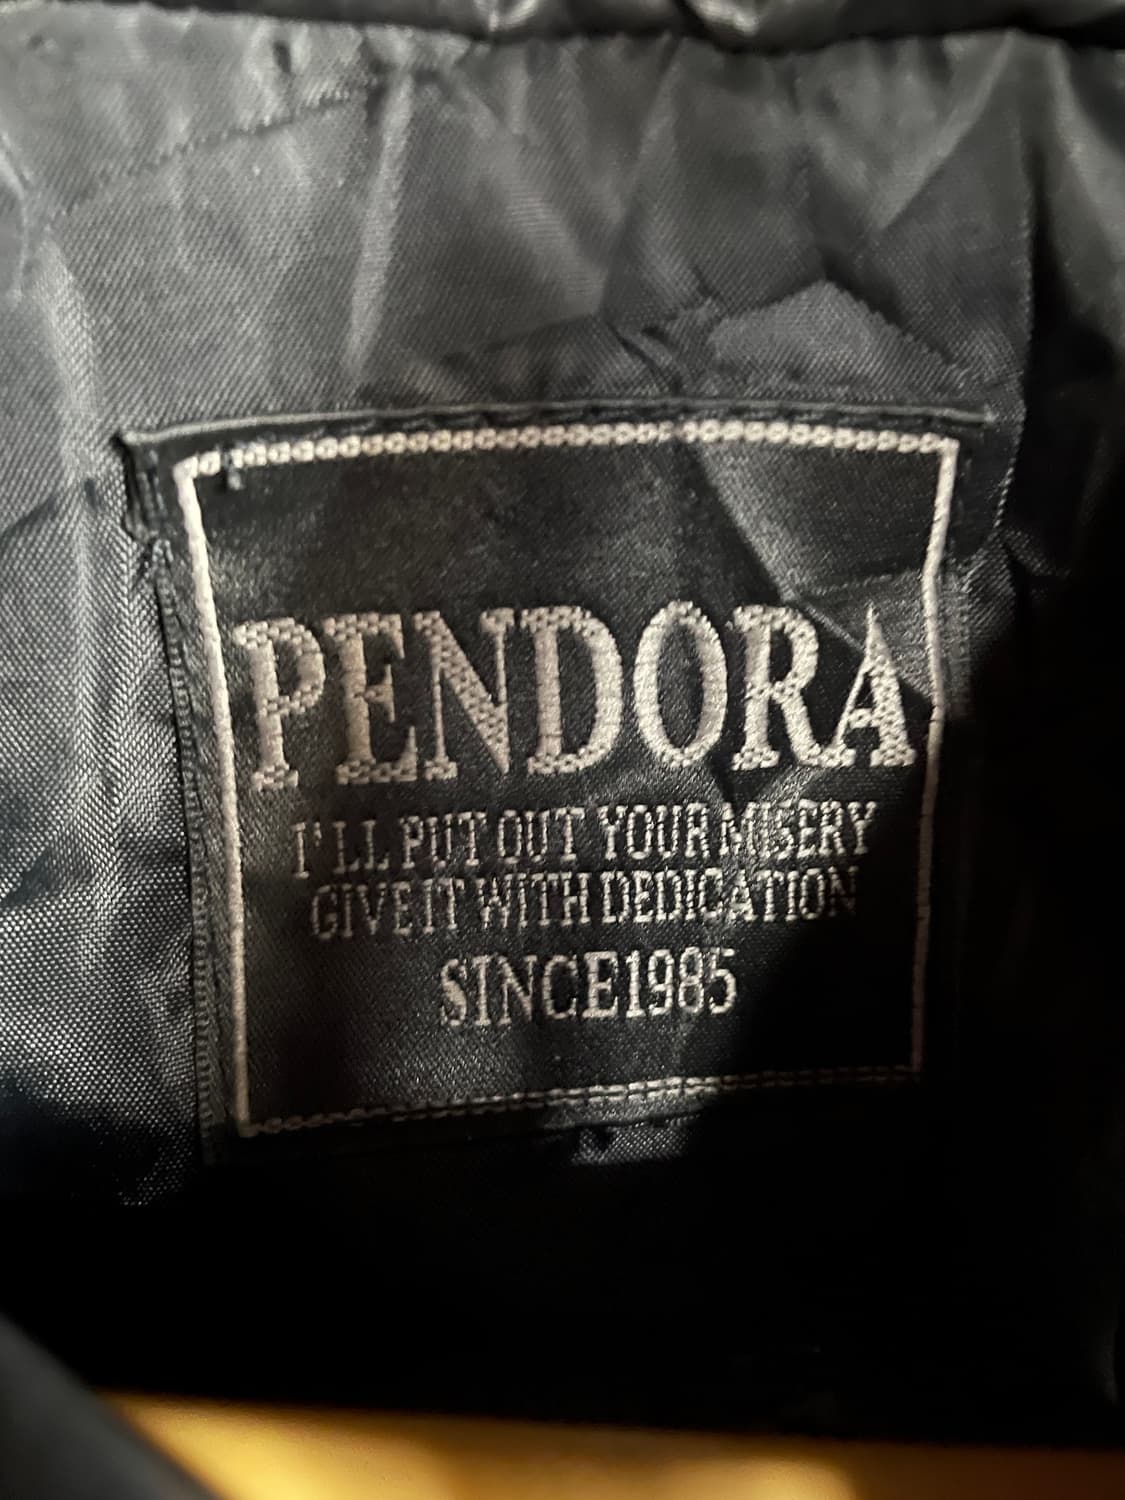 PENDORA
I'LL PUT OUT YOUR MISERY
GIVE IT WITH DEDICATION
SINCE1985